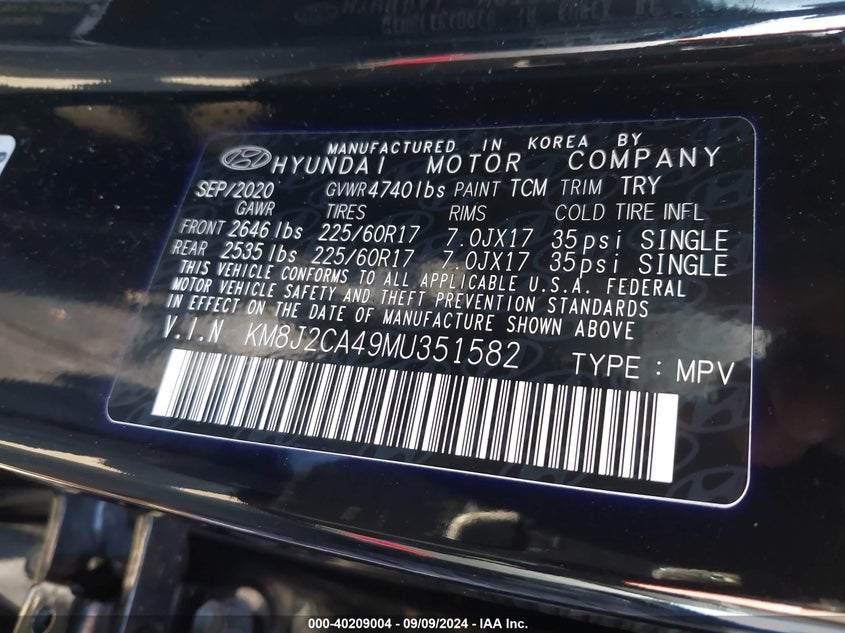 MANUFACTURED IN KOREA BY
HYUNDAI MOTOR COMPANY
SEP/2020 GVWR 4740lbs PAINT TCM TRIM TRY
GAWR TIRES RIMS COLD TIRE INFL
FRONT 2646lbs 225/60R17 7.0JX17 35psi SINGLE
REAR 2535lbs 225/60R17 7.0JX17 35psi SINGLE
THIS VEHICLE CONFORMS TO ALL APPLICABLE U.S.A. FEDERAL
MOTOR VEHICLE SAFETY AND THEFT PREVENTION STANDARDS
IN EFFECT ON THE DATE OF MANUFACTURE SHOWN ABOVE
V.I.N KM8J2CA49MU351582 TYPE : MPV
000-40209004 - 09/09/2024 - IAA Inc.